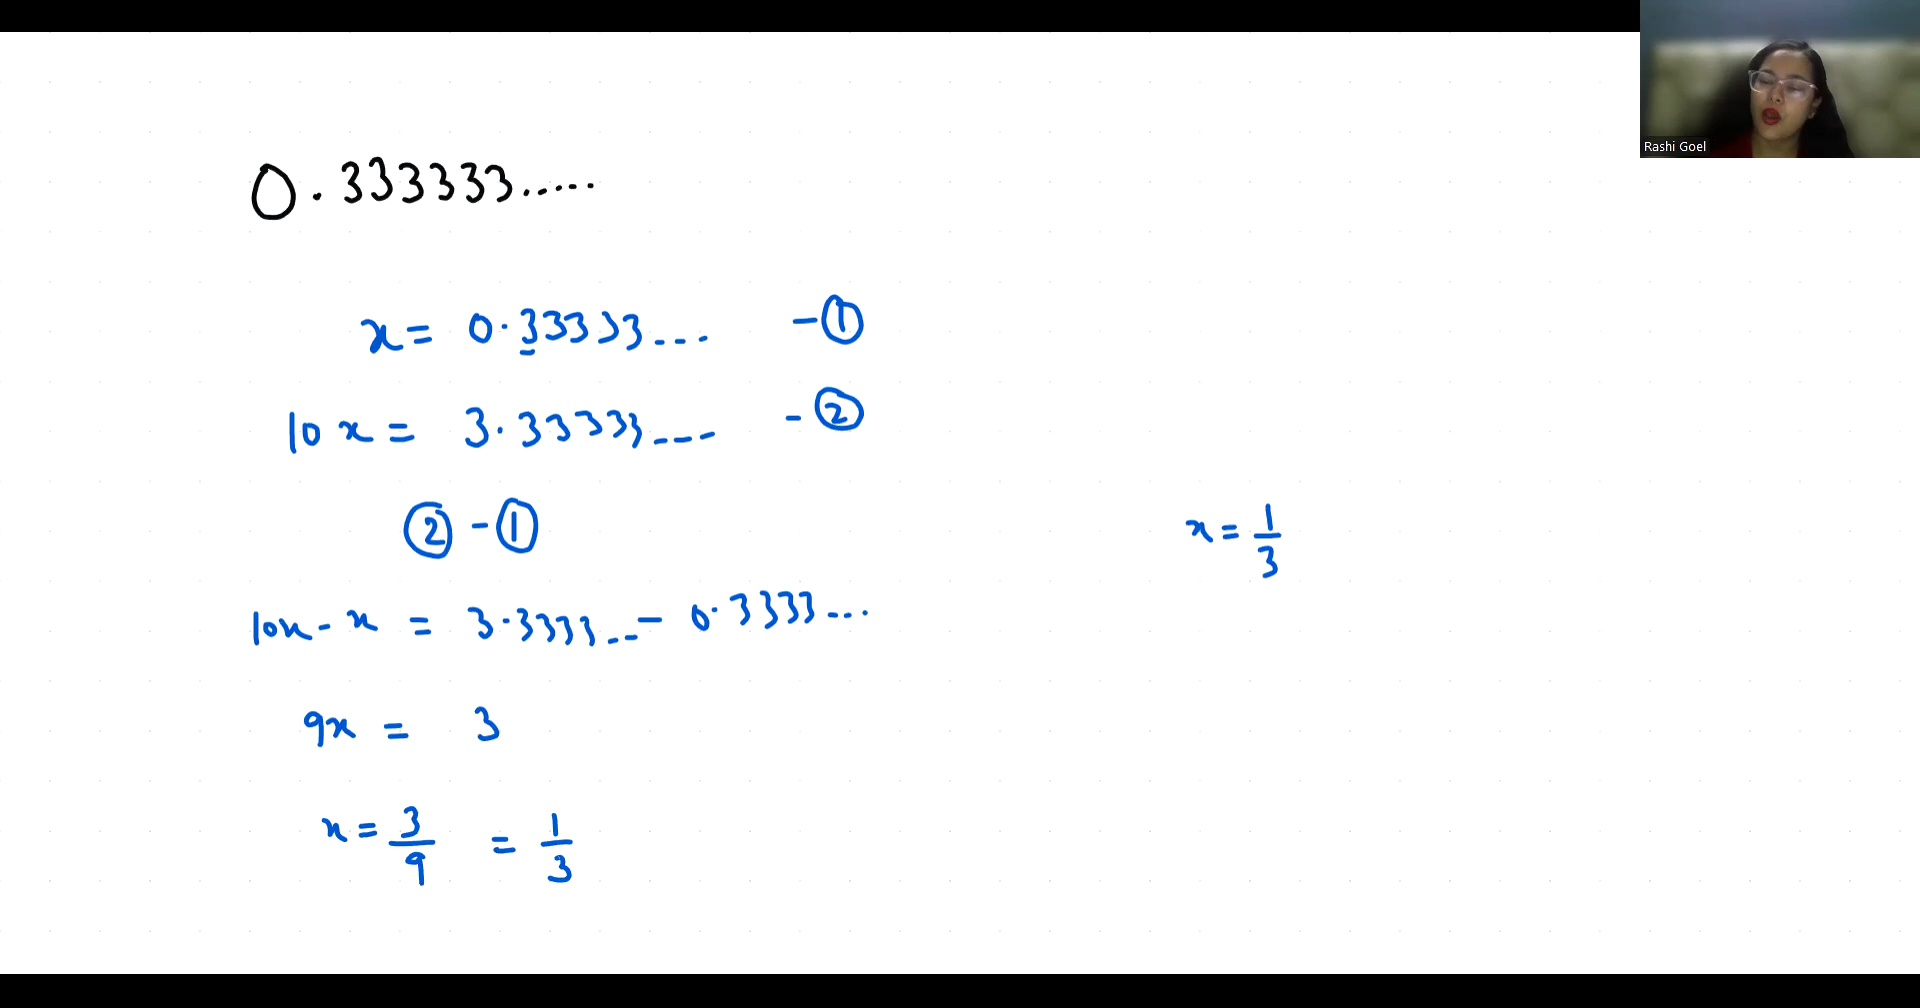 0.333333.....
x = 0.33333... -①
10x = 3.33333--- -②
② - ①
10x - x = 3.3333..- 0.3333...
9x = 3
x = 3/9 = 1/3
x = 1/3
Rashi Goel